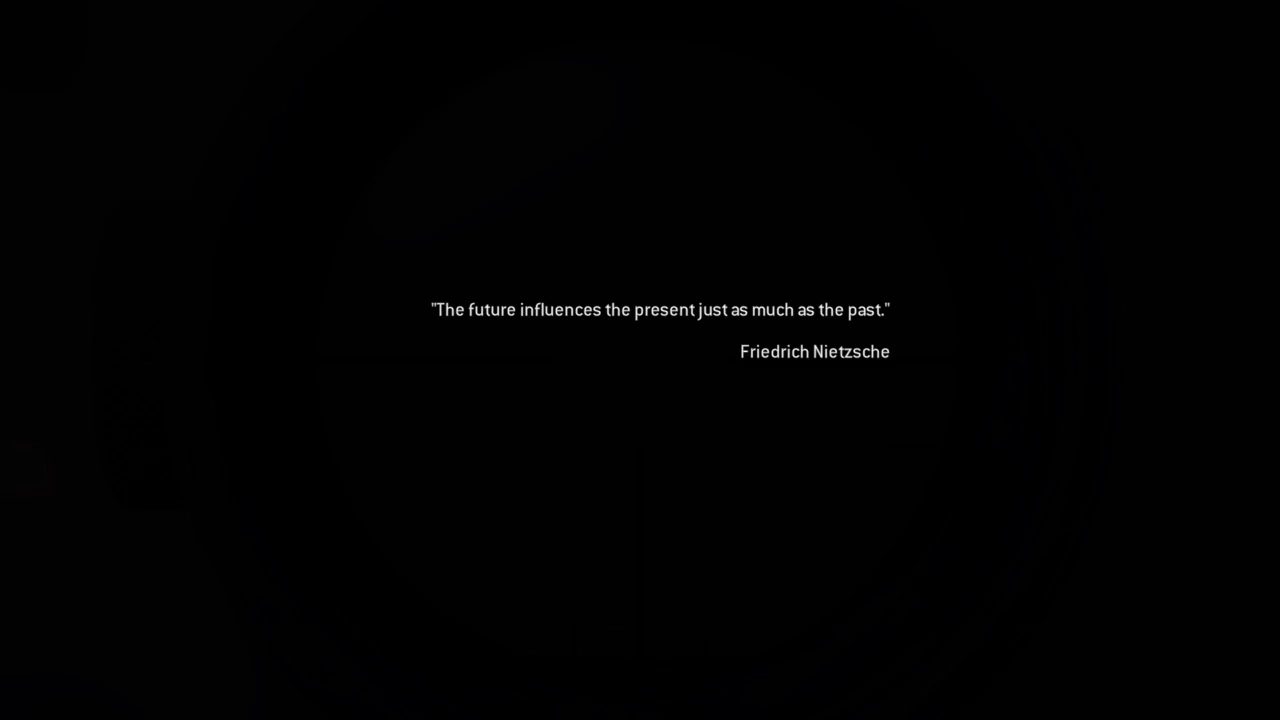 "The future influences the present just as much as the past."
Friedrich Nietzsche